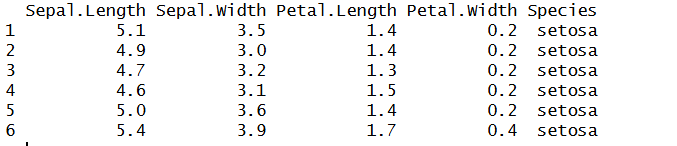 Sepal.Length Sepal.Width Petal.Length Petal.Width Species
1 5.1 3.5 1.4 0.2 setosa
2 4.9 3.0 1.4 0.2 setosa
3 4.7 3.2 1.3 0.2 setosa
4 4.6 3.1 1.5 0.2 setosa
5 5.0 3.6 1.4 0.2 setosa
6 5.4 3.9 1.7 0.4 setosa